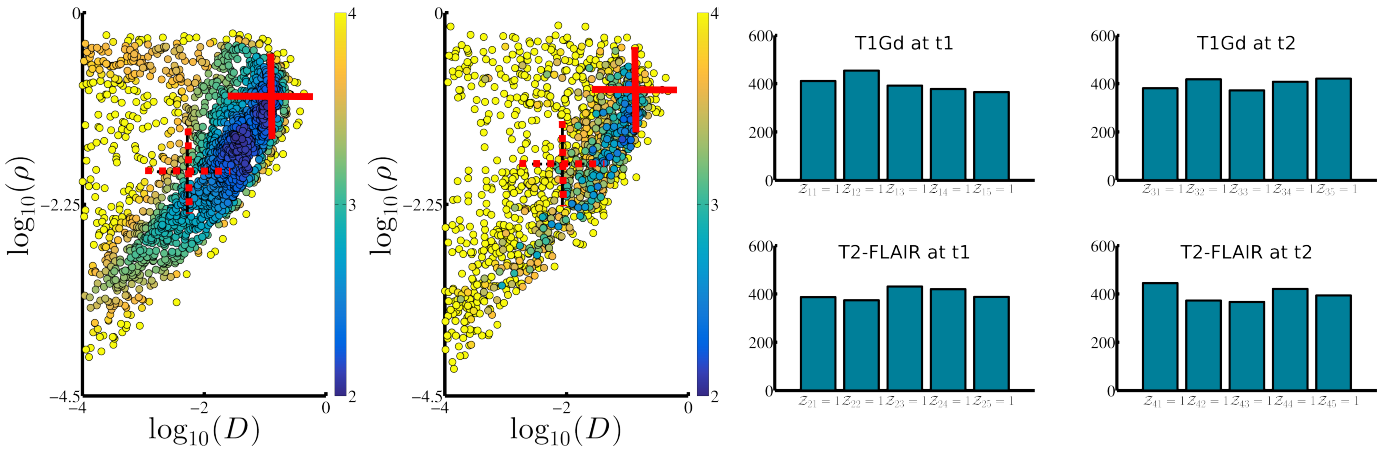 0
−2.25
−4.5
log₁₀(ρ)
−4
−2
0
log₁₀(D)
4
3
2
0
−2.25
−4.5
log₁₀(ρ)
−4
−2
0
log₁₀(D)
4
3
2
T1Gd at t1
600
400
200
0
𝓩₁₁ = 1 𝓩₁₂ = 1 𝓩₁₃ = 1 𝓩₁₄ = 1 𝓩₁₅ = 1
T1Gd at t2
600
400
200
0
𝓩₃₁ = 1 𝓩₃₂ = 1 𝓩₃₃ = 1 𝓩₃₄ = 1 𝓩₃₅ = 1
T2-FLAIR at t1
600
400
200
0
𝓩₂₁ = 1 𝓩₂₂ = 1 𝓩₂₃ = 1 𝓩₂₄ = 1 𝓩₂₅ = 1
T2-FLAIR at t2
600
400
200
0
𝓩₄₁ = 1 𝓩₄₂ = 1 𝓩₄₃ = 1 𝓩₄₄ = 1 𝓩₄₅ = 1